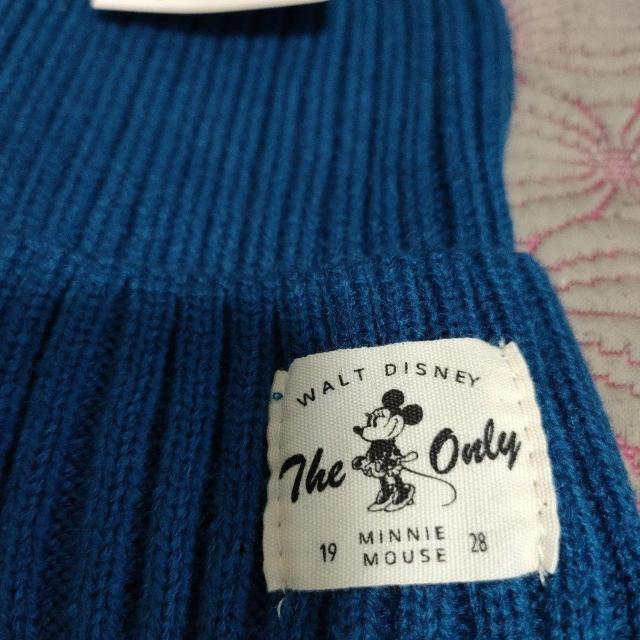 WALT DISNEY
The Only
19 MINNIE 28
MOUSE